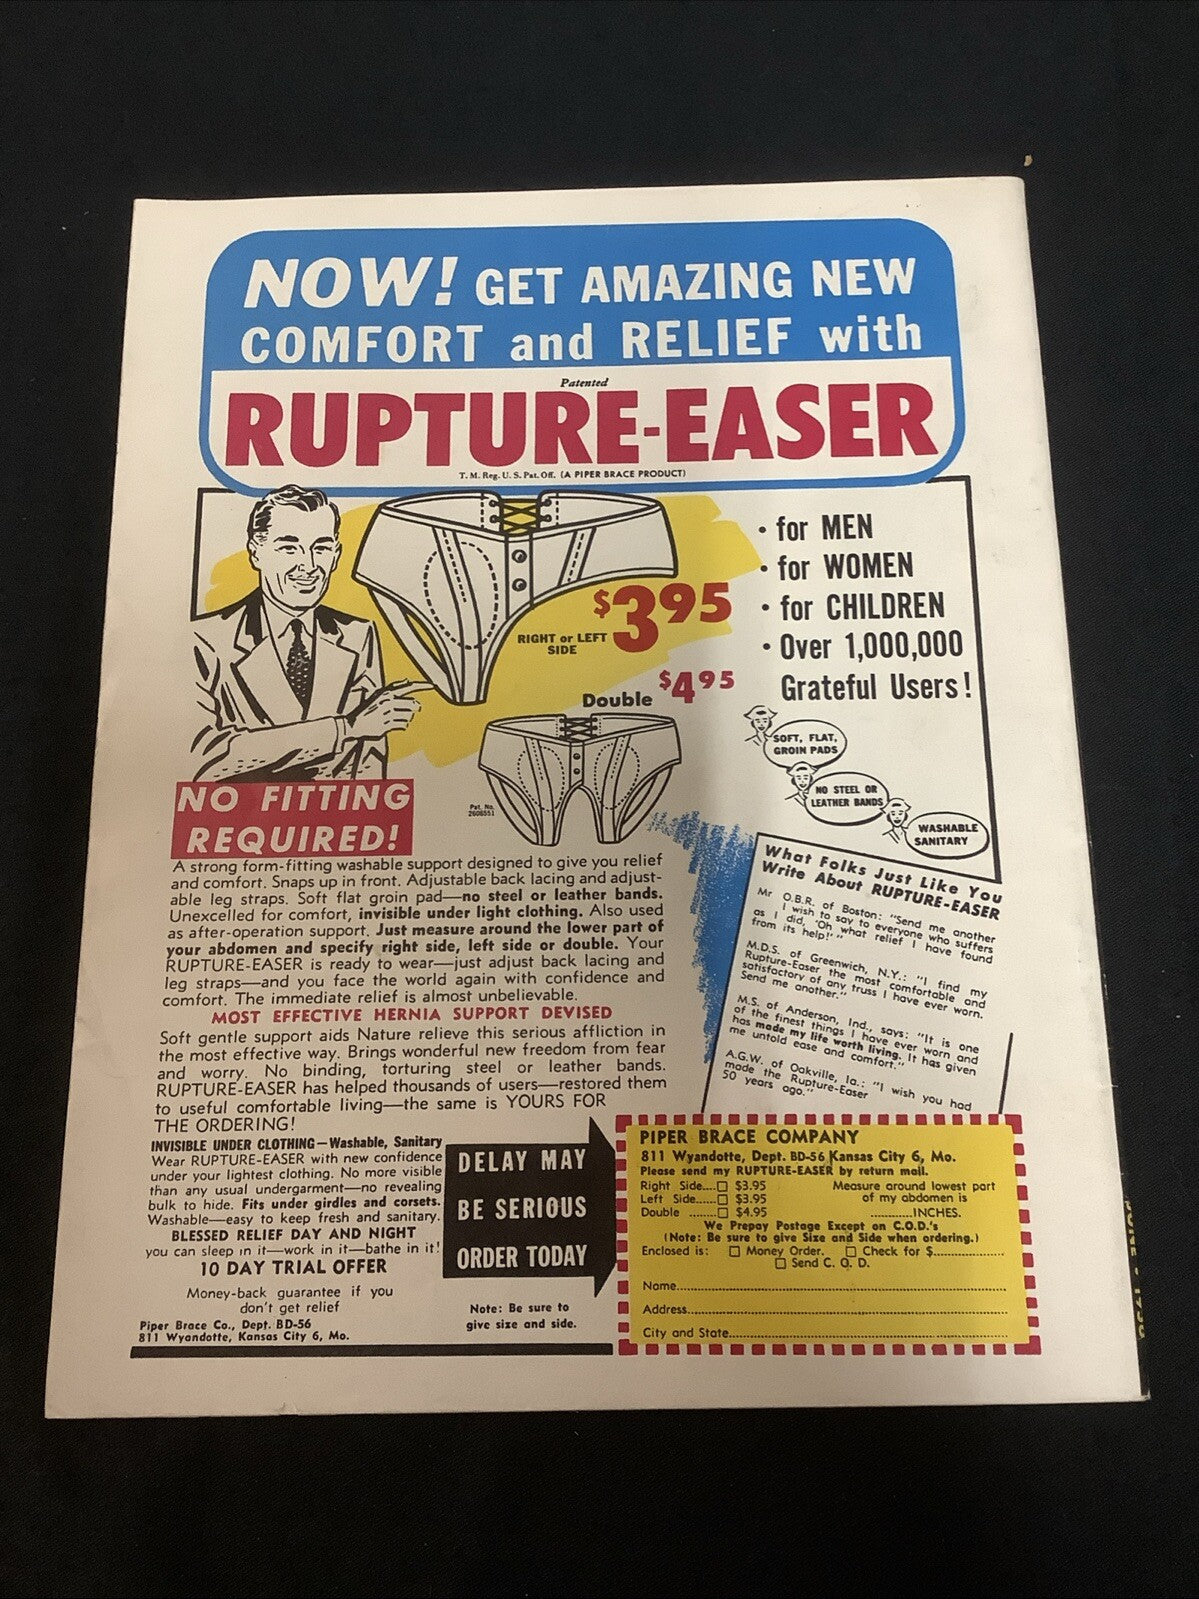 NOW! GET AMAZING NEW
COMFORT and RELIEF with
Patented
RUPTURE-EASER
T. M. Reg. U. S. Pat. Off. (A PIPER BRACE PRODUCT)
• for MEN
• for WOMEN
• for CHILDREN
• Over 1,000,000
Grateful Users!
$3.95
RIGHT or LEFT
SIDE
Double $4.95
Pat. No.
2606551
SOFT, FLAT,
GROIN PADS
NO STEEL OR
LEATHER BANDS
WASHABLE
SANITARY
NO FITTING
REQUIRED!
A strong form-fitting washable support designed to give you relief
and comfort. Snaps up in front. Adjustable back lacing and adjust-
able leg straps. Soft flat groin pad—no steel or leather bands.
Unexcelled for comfort, invisible under light clothing. Also used
as after-operation support. Just measure around the lower part of
your abdomen and specify right side, left side or double. Your
RUPTURE-EASER is ready to wear—just adjust back lacing and
leg straps—and you face the world again with confidence and
comfort. The immediate relief is almost unbelievable.
MOST EFFECTIVE HERNIA SUPPORT DEVISED
Soft gentle support aids Nature relieve this serious affliction in
the most effective way. Brings wonderful new freedom from fear
and worry. No binding, torturing steel or leather bands.
RUPTURE-EASER has helped thousands of users—restored them
to useful comfortable living—the same is YOURS FOR
THE ORDERING!
INVISIBLE UNDER CLOTHING—Washable, Sanitary
Wear RUPTURE-EASER with new confidence
under your lightest clothing. No more visible
than any usual undergarment—no revealing
bulk to hide. Fits under girdles and corsets.
Washable—easy to keep fresh and sanitary.
BLESSED RELIEF DAY AND NIGHT
you can sleep in it—work in it—bathe in it!
10 DAY TRIAL OFFER
Money-back guarantee if you
don't get relief
Piper Brace Co., Dept. BD-56
811 Wyandotte, Kansas City 6, Mo.
DELAY MAY
BE SERIOUS
ORDER TODAY
Note: Be sure to
give size and side.
What Folks Just Like You
Write About RUPTURE-EASER
Mr O.B.R. of Boston: "Send me another
I wish to say to everyone who suffers
as I did, 'Oh what relief I have found
from its help!' "
M.D.S. of Greenwich, N.Y.: "I find my
Rupture-Easer the most comfortable and
satisfactory of any truss I have ever worn.
Send me another."
M.S. of Anderson, Ind., says: "It is one
of the finest things I have ever worn and
has made my life worth living. It has given
me untold ease and comfort."
A.G.W. of Oakville, Ia.: "I wish you had
made the Rupture-Easer
50 years ago."
PIPER BRACE COMPANY
811 Wyandotte, Dept. BD-56 Kansas City 6, Mo.
Please send my RUPTURE-EASER by return mail.
Right Side....☐ $3.95 Measure around lowest part
Left Side......☐ $3.95 of my abdomen is
Double .......☐ $4.95 ..........INCHES.
We Prepay Postage Except on C.O.D.'s
(Note: Be sure to give Size and Side when ordering.)
Enclosed is: ☐ Money Order. ☐ Check for $..................
☐ Send C. O. D.
Name..................
Address..................
City and State..................